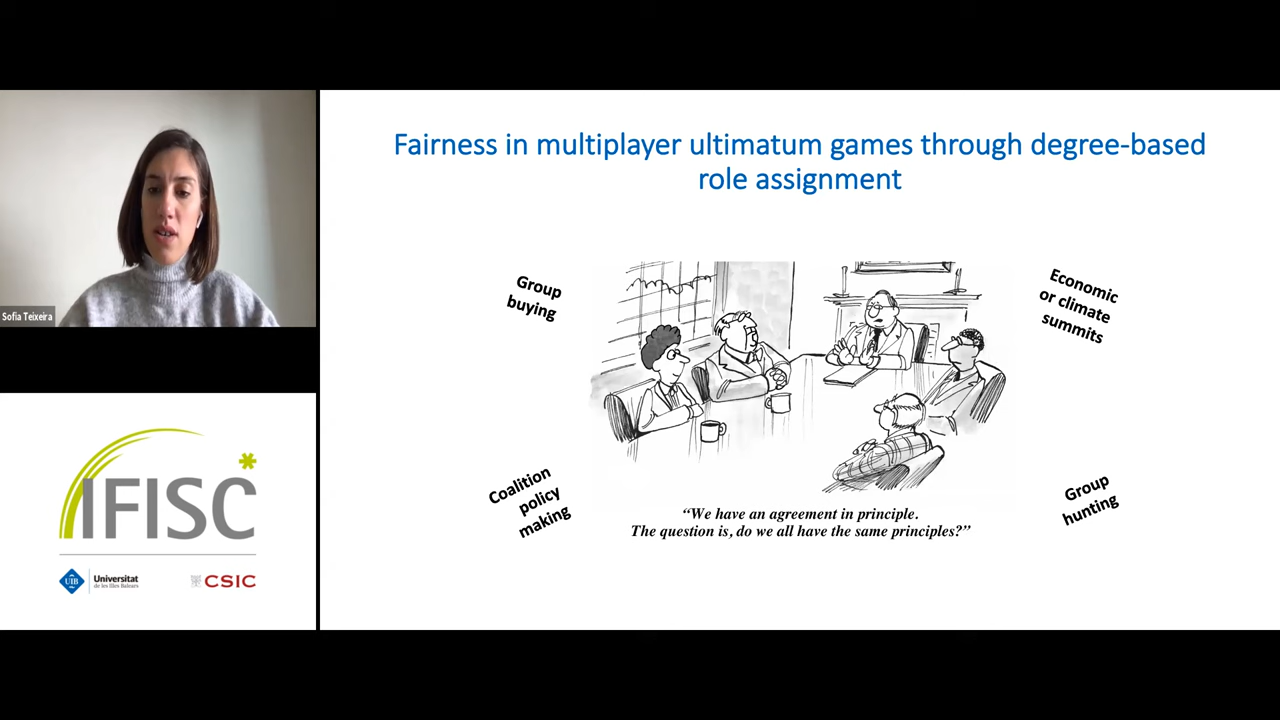 Fairness in multiplayer ultimatum games through degree-based
role assignment
Group
buying
Economic
or climate
summits
Coalition
policy
making
Group
hunting
“We have an agreement in principle.
The question is, do we all have the same principles?”
Sofia Teixeira
IFISC
UIB
Universitat
de les Illes Balears
CSIC